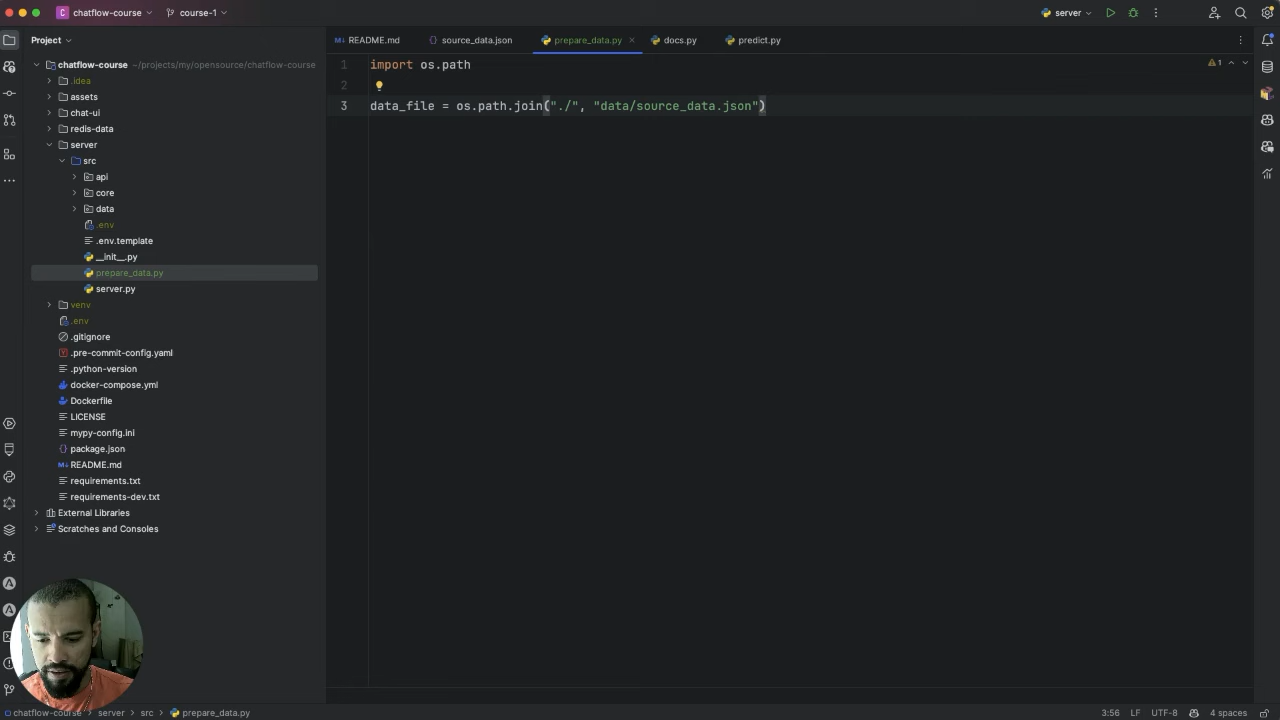 C chatflow-course course-1 server
Project
README.md source_data.json prepare_data.py docs.py predict.py
chatflow-course ~/projects/my/opensource/chatflow-course
.idea
assets
chat-ui
redis-data
server
src
api
core
data
.env
.env.template
__init__.py
prepare_data.py
server.py
venv
.env
.gitignore
.pre-commit-config.yaml
.python-version
docker-compose.yml
Dockerfile
LICENSE
mypy-config.ini
package.json
README.md
requirements.txt
requirements-dev.txt
External Libraries
Scratches and Consoles
1 import os.path
2
3 data_file = os.path.join("./", "data/source_data.json")
1
chatflow-course server src prepare_data.py 3:56 LF UTF-8 4 spaces